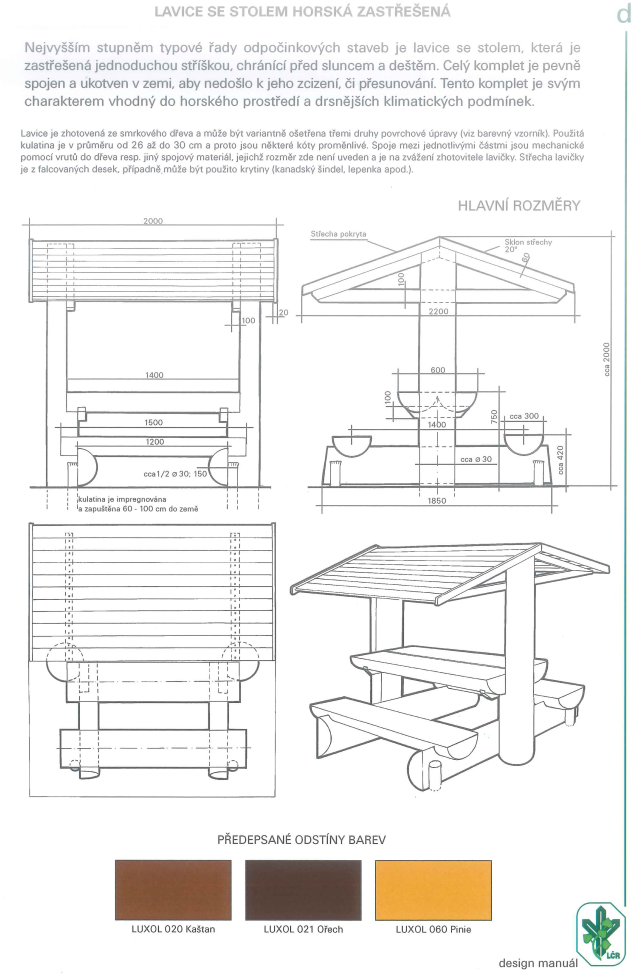 LAVICE SE STOLEM HORSKÁ ZASTŘEŠENÁ
d
Nejvyšším stupněm typové řady odpočinkových staveb je lavice se stolem, která je
zastřešená jednoduchou stříškou, chránící před sluncem a deštěm. Celý komplet je pevně
spojen a ukotven v zemi, aby nedošlo k jeho zcizení, či přesunování. Tento komplet je svým
charakterem vhodný do horského prostředí a drsnějších klimatických podmínek.
Lavice je zhotovená ze smrkového dřeva a může být variantně ošetřena třemi druhy povrchové úpravy (viz barevný vzorník). Použitá
kulatina je v průměru od 26 až do 30 cm a proto jsou některé kóty proměnlivé. Spoje mezi jednotlivými částmi jsou mechanické
pomocí vrutů do dřeva resp. jiný spojový materiál, jejichž rozměr zde není uveden a je na zvážení zhotovitele lavičky. Střecha lavičky
je z falcovaných desek, případně může být použito krytiny (kanadský šindel, lepenka apod.).
HLAVNÍ ROZMĚRY
2000
20
100
1400
1500
1200
cca1/2 ø 30; 150
kulatina je impregnována
a zapuštěna 60 - 100 cm do země
Střecha pokryta
Sklon střechy
20°
60
100
2200
cca 2000
600
100
1400
750
cca 300
cca ø 30
cca 420
1850
PŘEDEPSANÉ ODSTÍNY BAREV
LUXOL 020 Kaštan
LUXOL 021 Ořech
LUXOL 060 Pinie
LČR
design manuál